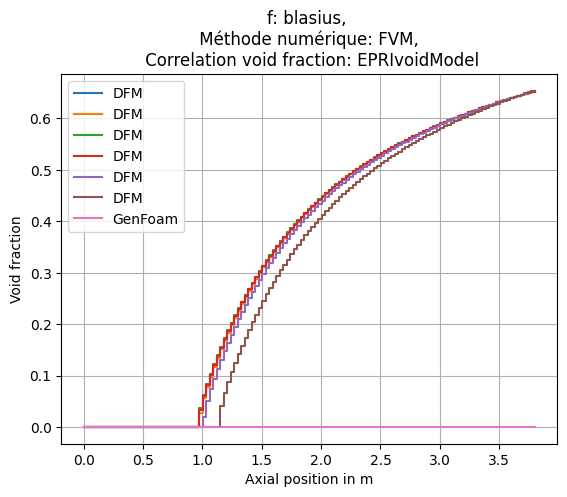 f: blasius,
Méthode numérique: FVM,
Correlation void fraction: EPRIvoidModel
DFM
DFM
DFM
DFM
DFM
DFM
GenFoam
Void fraction
0.6
0.5
0.4
0.3
0.2
0.1
0.0
0.0 0.5 1.0 1.5 2.0 2.5 3.0 3.5
Axial position in m